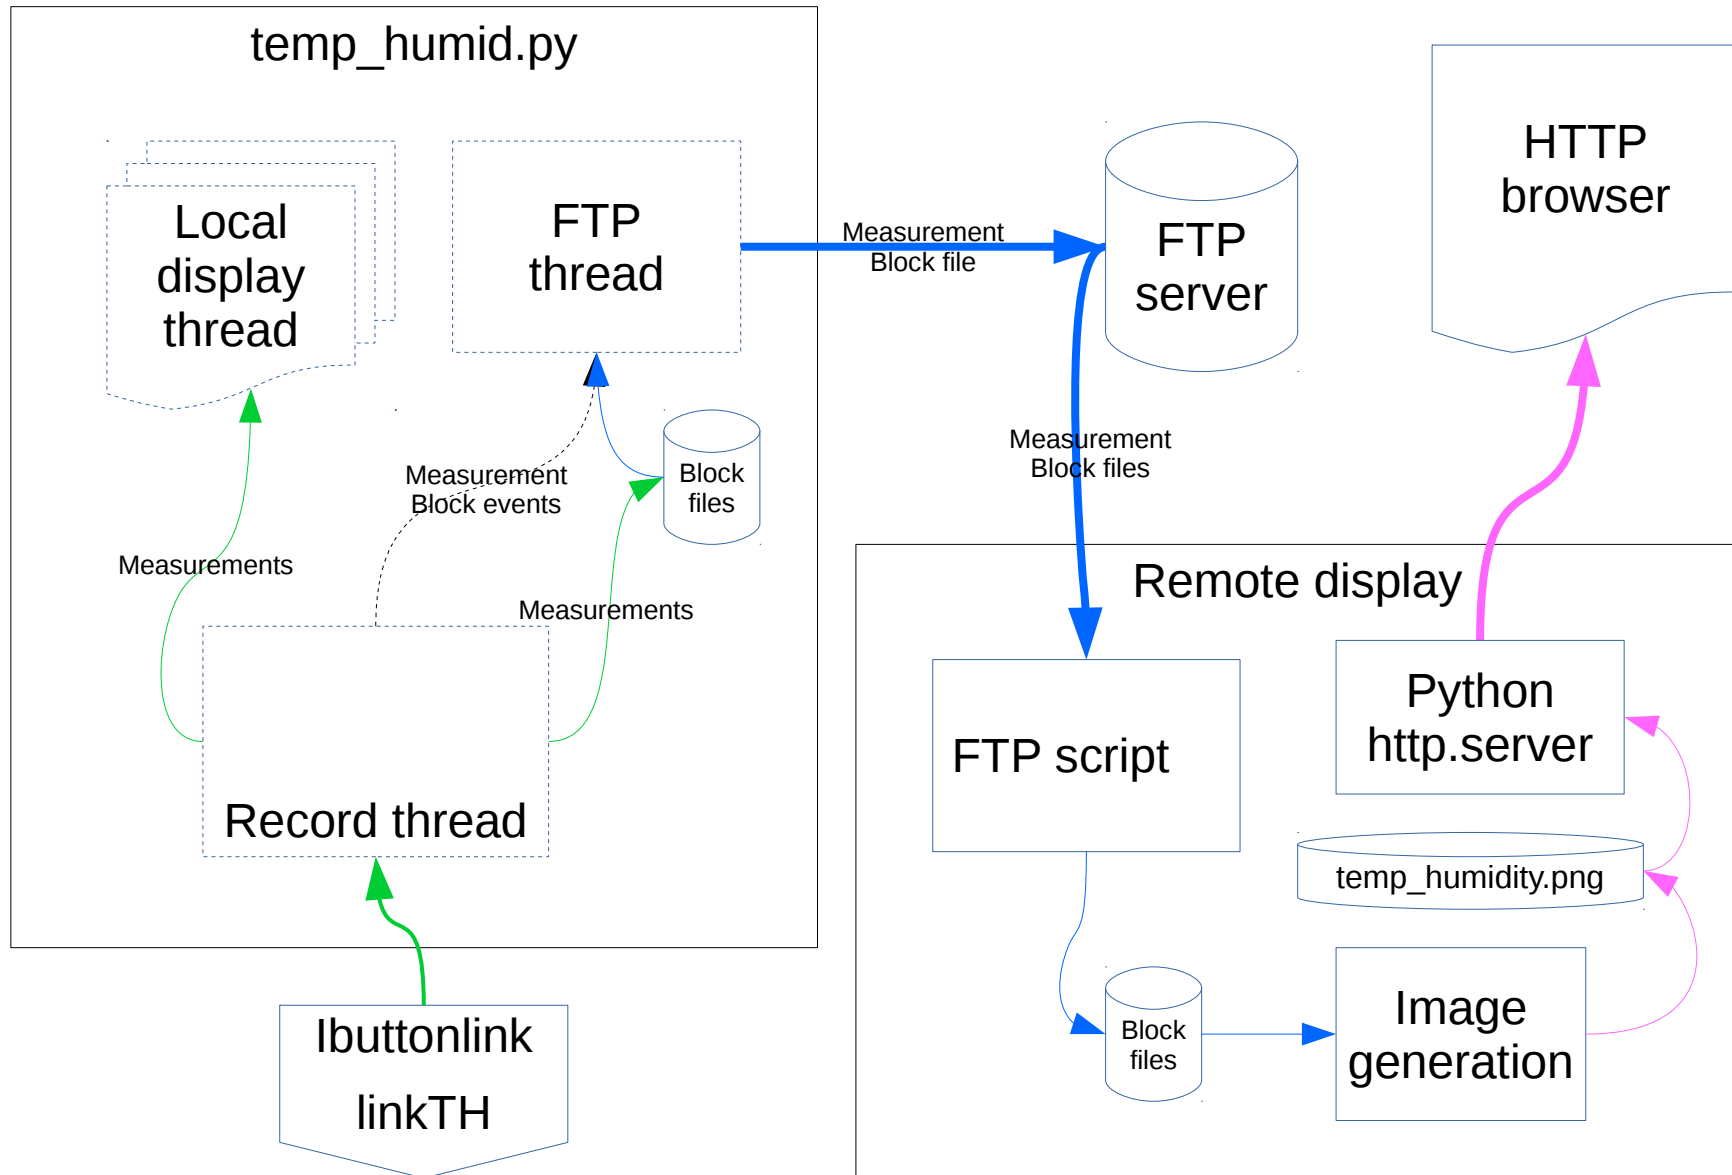 temp_humid.py
Local
display
thread
FTP
thread
Measurement
Block file
FTP
server
HTTP
browser
Measurement
Block events
Block
files
Measurements
Measurements
Record thread
Ibuttonlink
linkTH
Measurement
Block files
Remote display
FTP script
Python
http.server
temp_humidity.png
Block
files
Image
generation